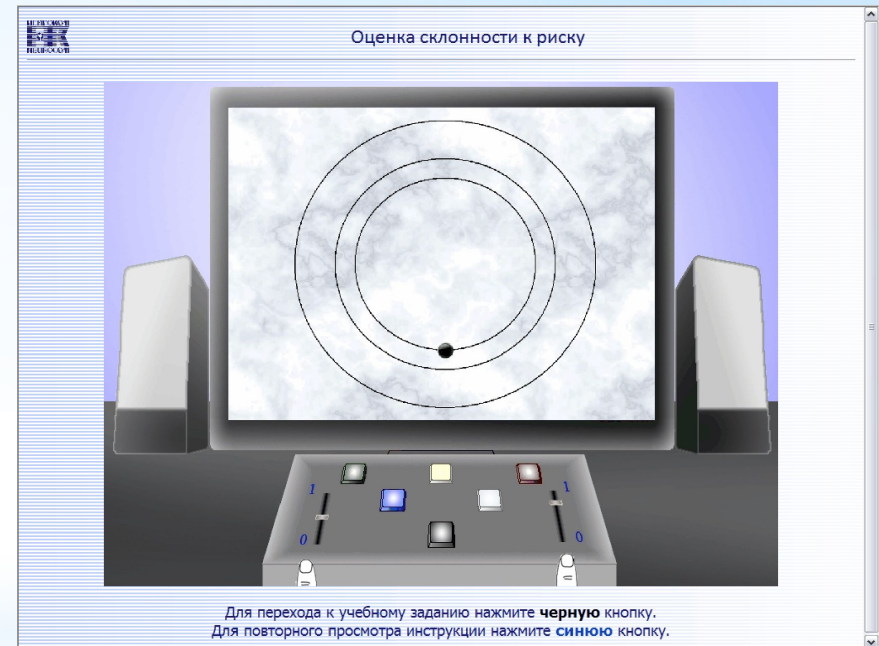 Оценка склонности к риску
1
1
0
0
Для перехода к учебному заданию нажмите черную кнопку.
Для повторного просмотра инструкции нажмите синюю кнопку.